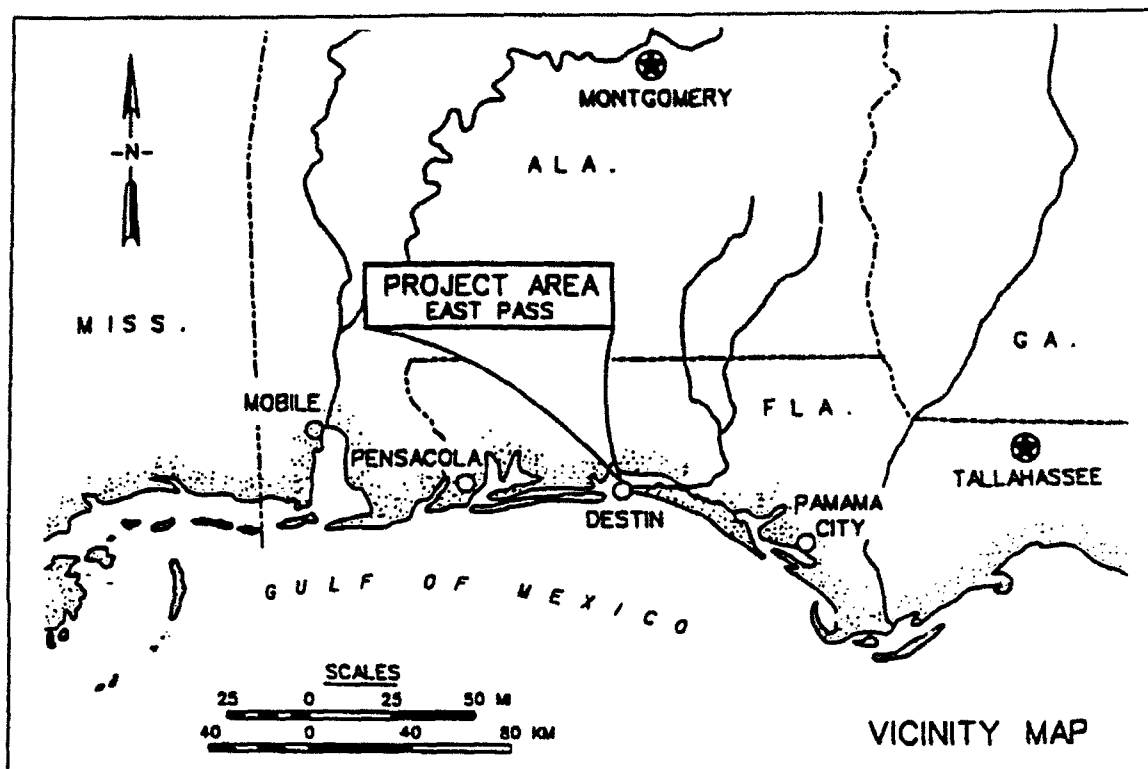 MONTGOMERY
-N-
ALA.
PROJECT AREA
EAST PASS
MISS.
GA.
MOBILE
FLA.
PENSACOLA
TALLAHASSEE
DESTIN
PAMAMA
CITY
GULF OF MEXICO
SCALES
25 0 25 50 MI
40 0 40 80 KM
VICINITY MAP